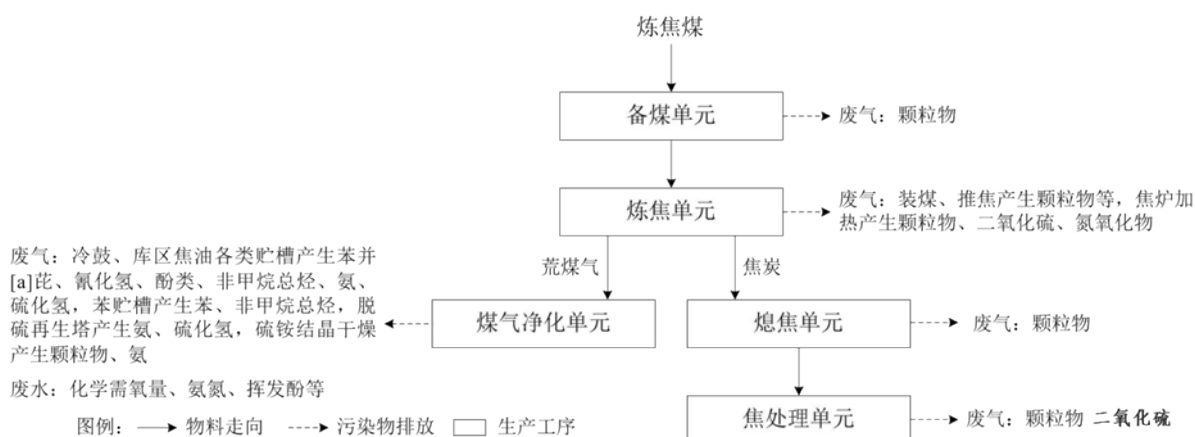 炼焦煤
备煤单元
废气：颗粒物
炼焦单元
废气：装煤、推焦产生颗粒物等，焦炉加
热产生颗粒物、二氧化硫、氮氧化物
荒煤气
焦炭
废气：冷鼓、库区焦油各类贮槽产生苯并
[a]芘、氰化氢、酚类、非甲烷总烃、氨、
硫化氢，苯贮槽产生苯、非甲烷总烃，脱
硫再生塔产生氨、硫化氢，硫铵结晶干燥
产生颗粒物、氨
废水：化学需氧量、氨氮、挥发酚等
煤气净化单元
熄焦单元
废气：颗粒物
焦处理单元
废气：颗粒物 二氧化硫
图例： 物料走向 污染物排放 生产工序